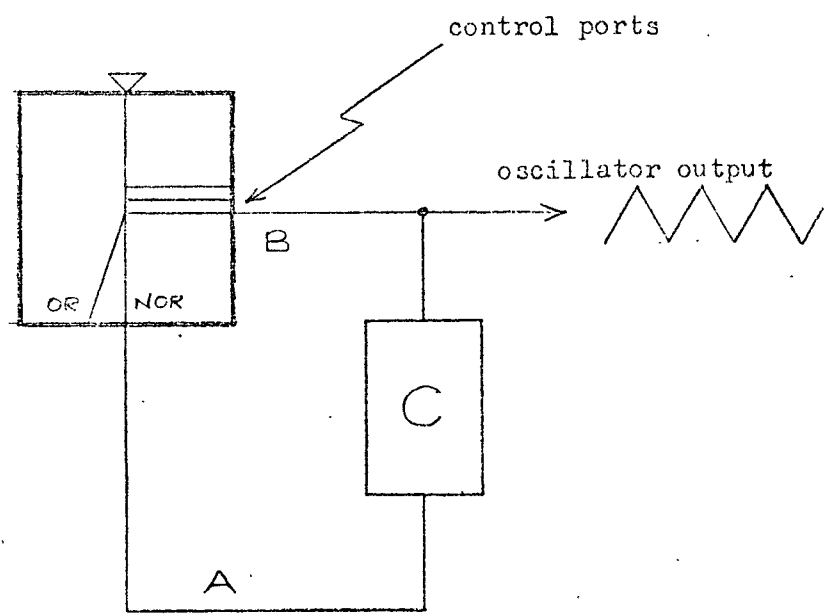 control ports
oscillator output
B
OR NOR
C
A